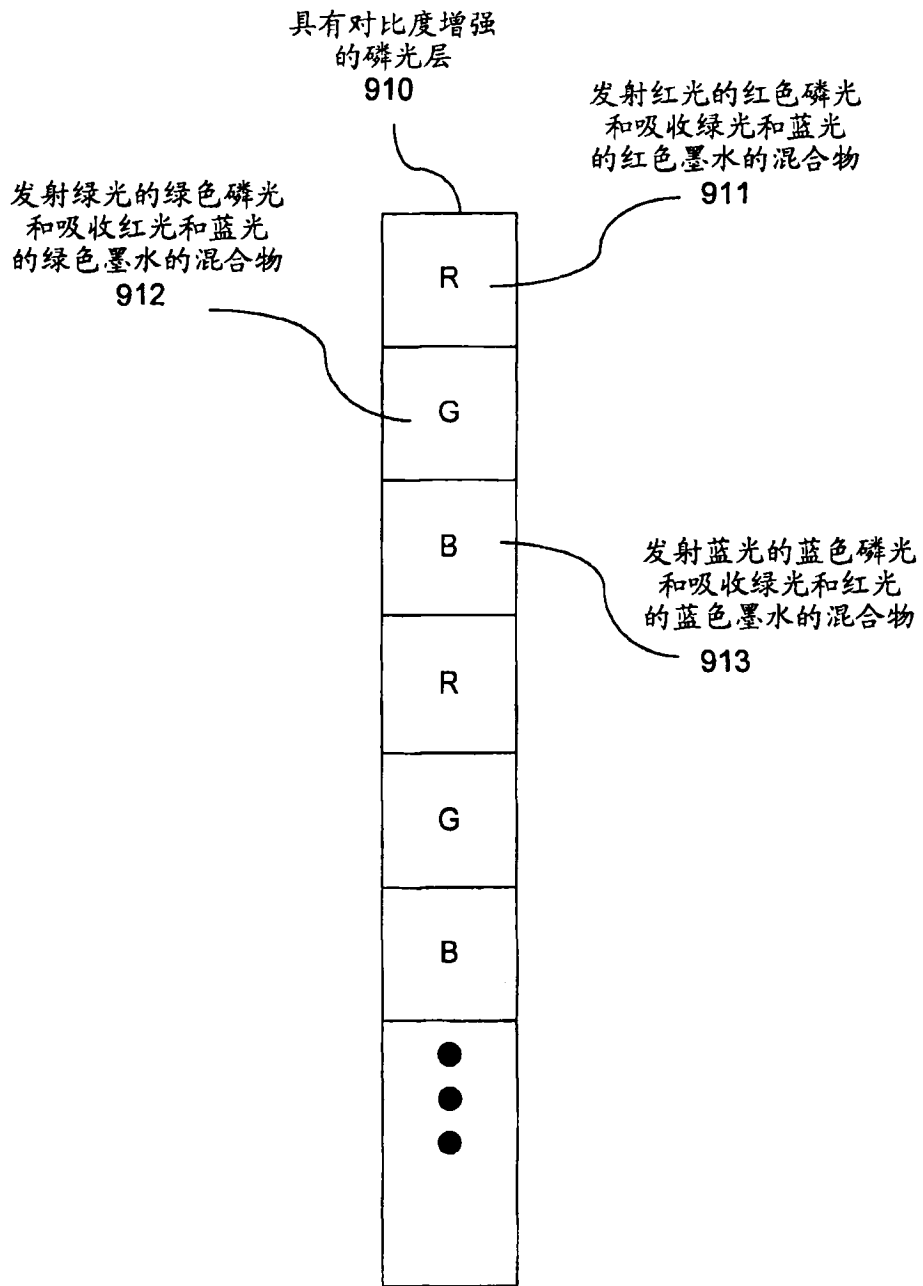 具有对比度增强
的磷光层
910
发射红光的红色磷光
和吸收绿光和蓝光
的红色墨水的混合物
911
发射绿光的绿色磷光
和吸收红光和蓝光
的绿色墨水的混合物
912
R
G
B
发射蓝光的蓝色磷光
和吸收绿光和红光
的蓝色墨水的混合物
913
R
G
B